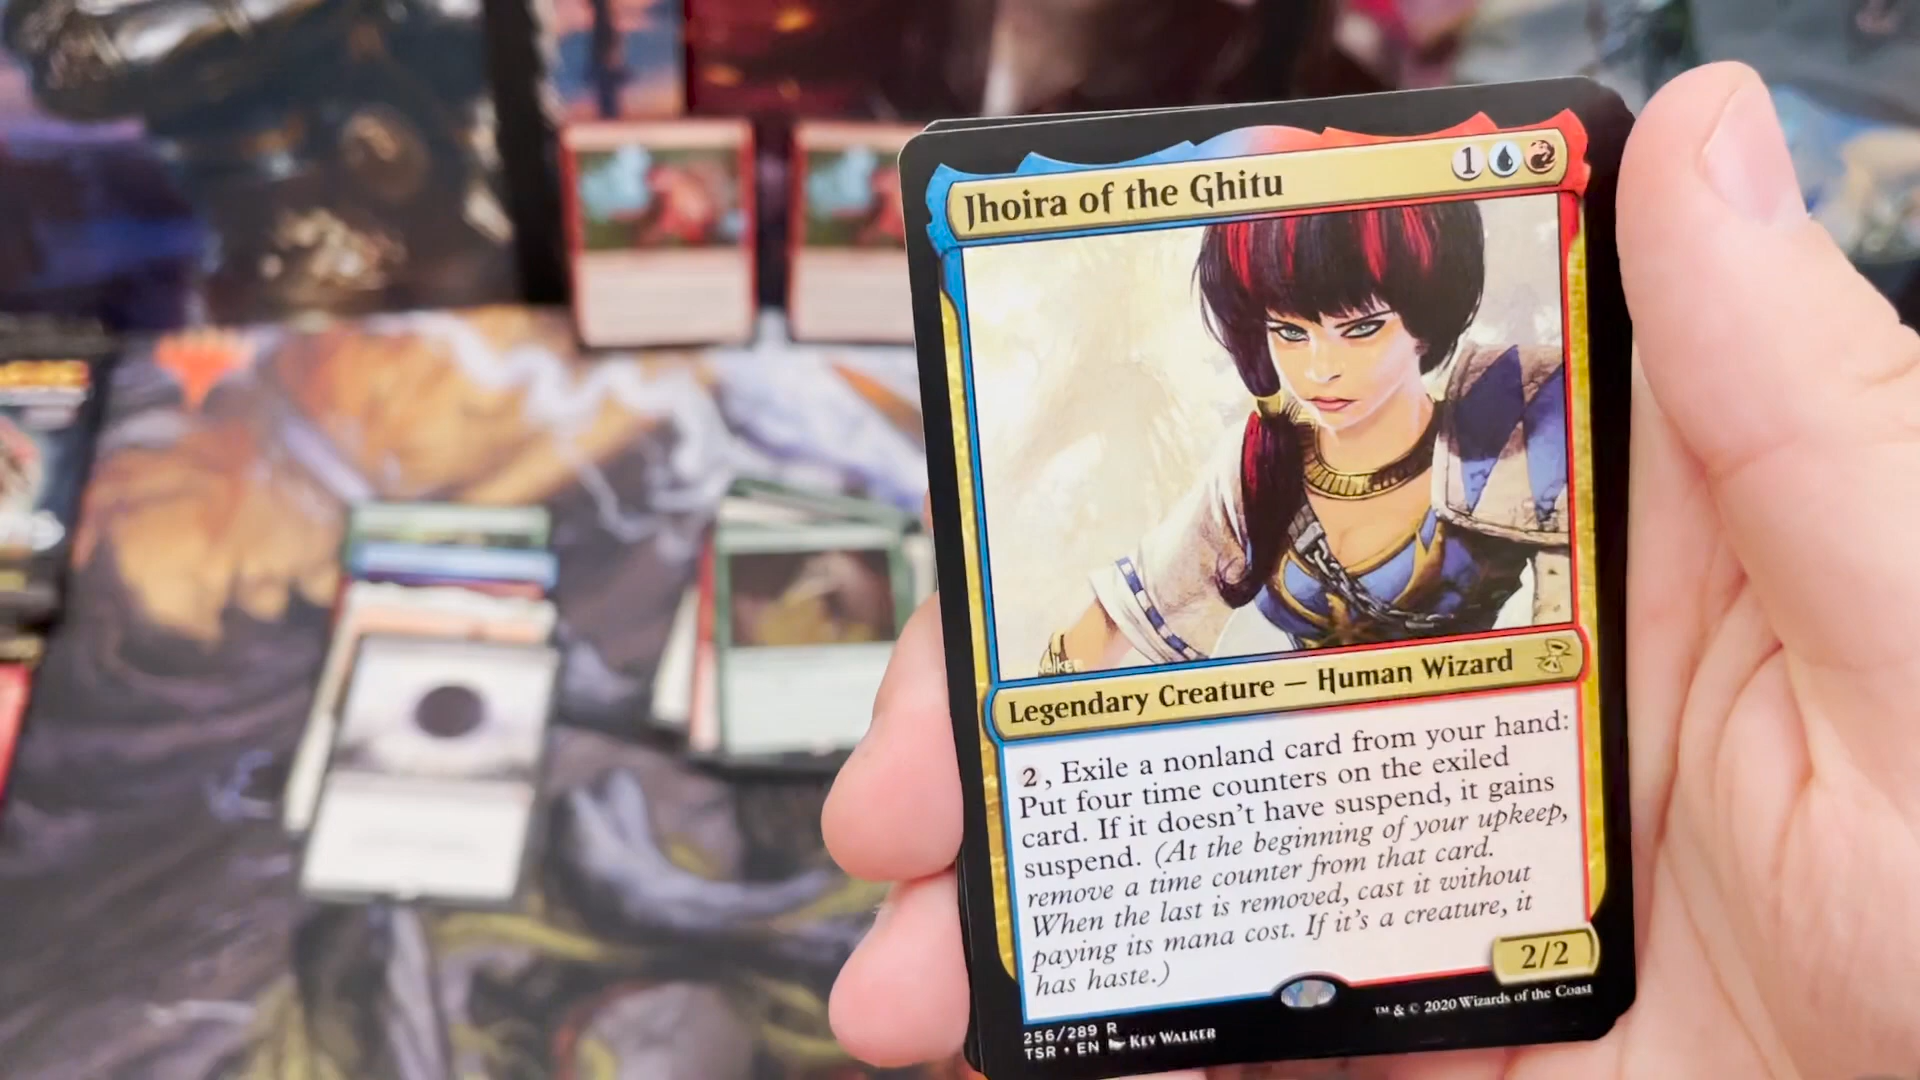 Jhoira of the Ghitu 1
Legendary Creature — Human Wizard
2, Exile a nonland card from your hand:
Put four time counters on the exiled
card. If it doesn't have suspend, it gains
suspend. (At the beginning of your upkeep,
remove a time counter from that card.
When the last is removed, cast it without
paying its mana cost. If it's a creature, it
has haste.)
2/2
™ & © 2020 Wizards of the Coast
256/289 R
TSR • EN Kev Walker